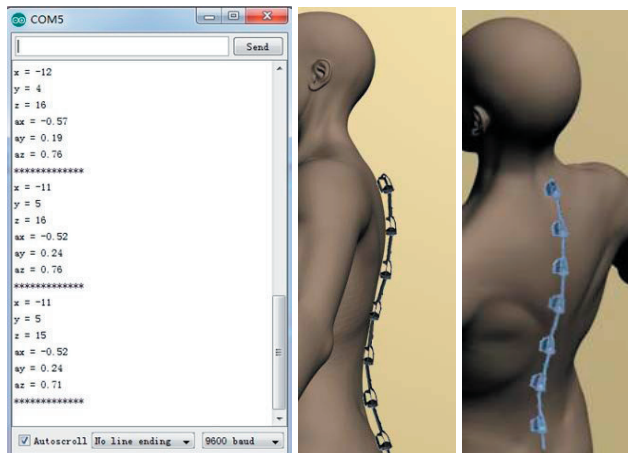 COM5
Send
x = -12
y = 4
z = 16
ax = -0.57
ay = 0.19
az = 0.76
*************
x = -11
y = 5
z = 16
ax = -0.52
ay = 0.24
az = 0.76
*************
x = -11
y = 5
z = 15
ax = -0.52
ay = 0.24
az = 0.71
*************
Autoscroll No line ending 9600 baud